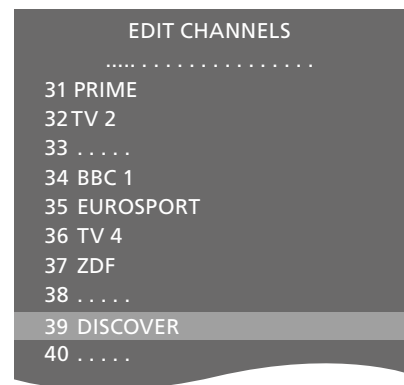 EDIT CHANNELS
..... . . . . . . . . . . . . . . . .
31 PRIME
32 TV 2
33 . . . . .
34 BBC 1
35 EUROSPORT
36 TV 4
37 ZDF
38 . . . . .
39 DISCOVER
40 . . . . .